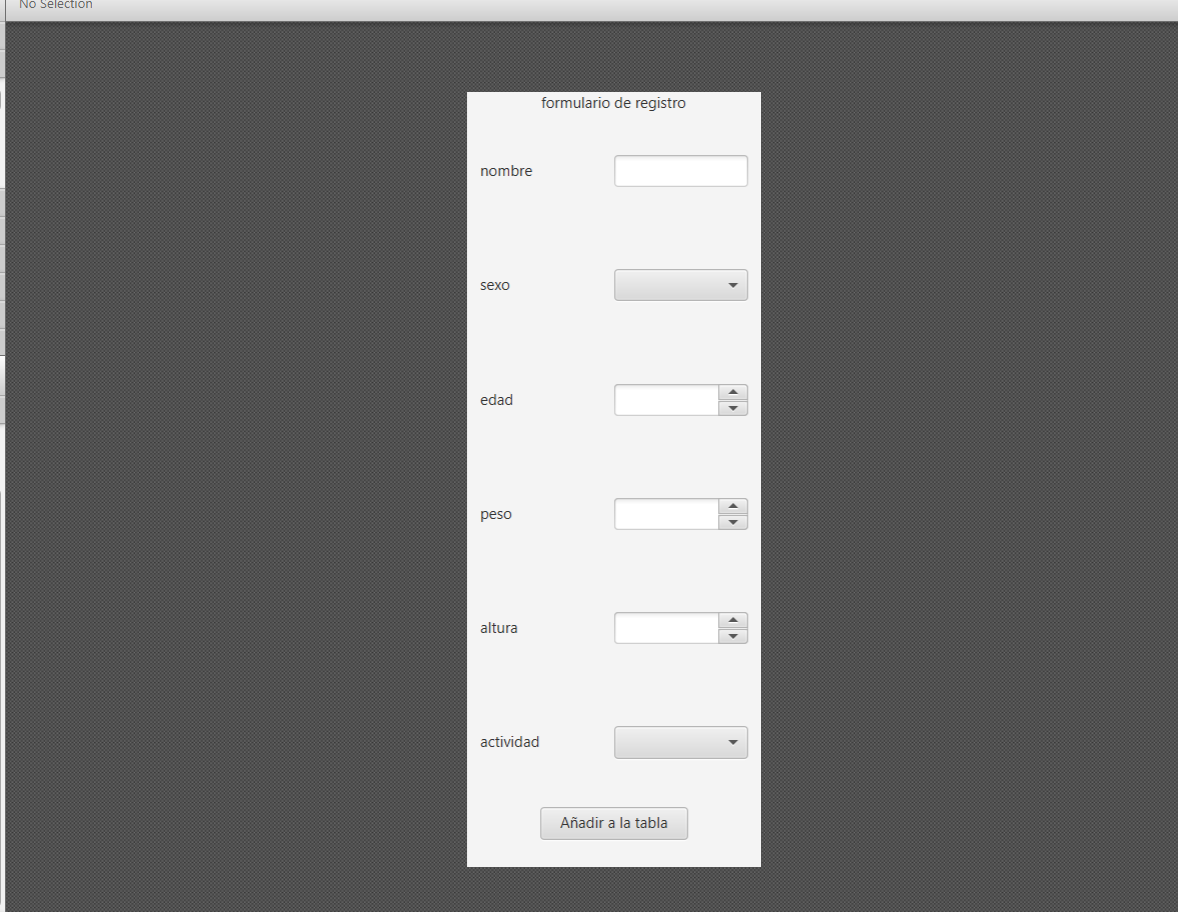 No Selection
formulario de registro
nombre
sexo
edad
peso
altura
actividad
Añadir a la tabla